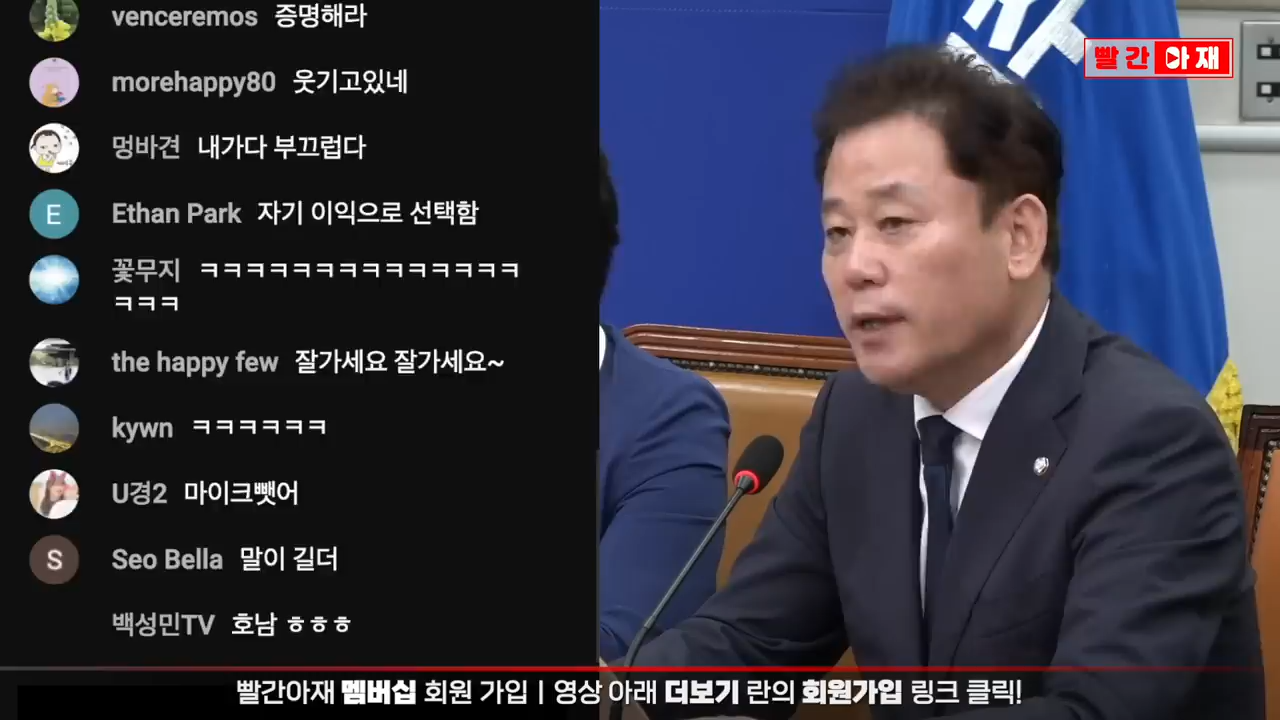 venceremos 증명해라
morehappy80 웃기고있네
멍바견 내가다 부끄럽다
E
Ethan Park 자기 이익으로 선택함
꽃무지 ㅋㅋㅋㅋㅋㅋㅋㅋㅋㅋㅋㅋㅋㅋ
ㅋㅋㅋ
the happy few 잘가세요 잘가세요~
kywn ㅋㅋㅋㅋㅋㅋ
U경2 마이크뺏어
S
Seo Bella 말이 길더
백성민TV 호남 ㅎㅎㅎ
빨간아재
빨간아재 멤버십 회원 가입 | 영상 아래 더보기 란의 회원가입 링크 클릭!